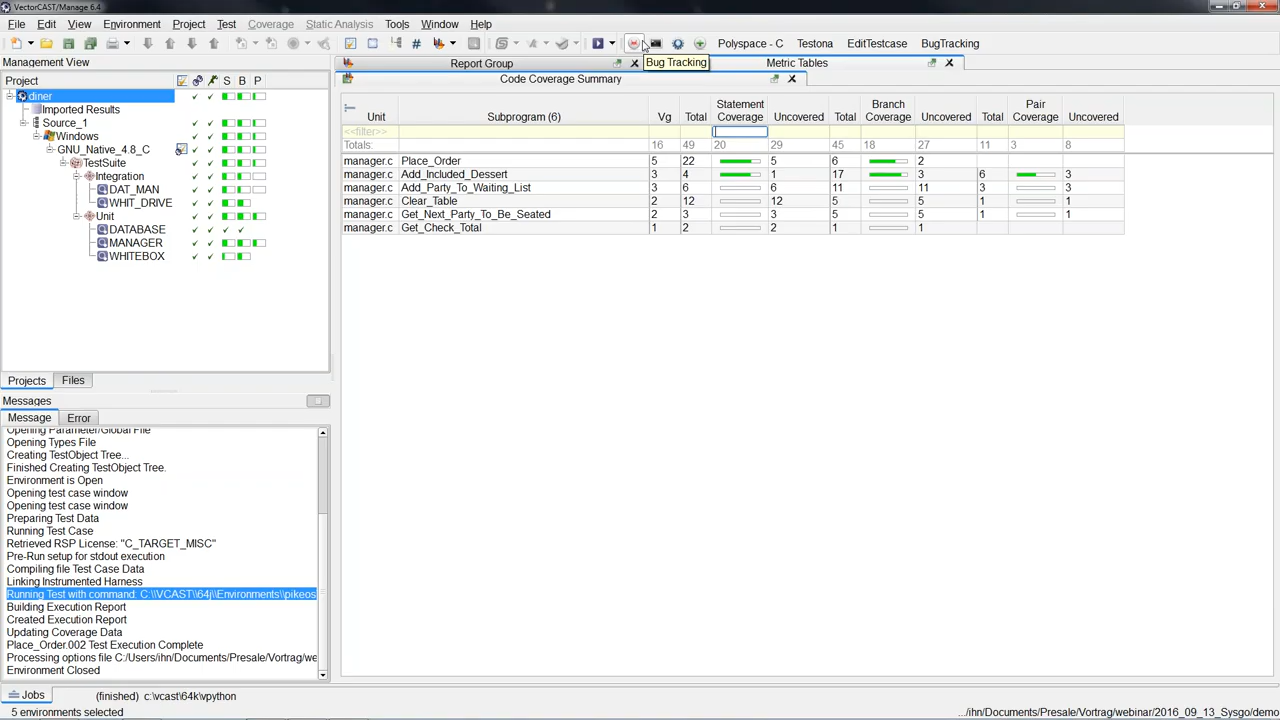 VectorCAST/Manage 6.4
File Edit View Environment Project Test Coverage Static Analysis Tools Window Help
Polyspace - C Testona EditTestcase BugTracking
Bug Tracking
Management View
Project S B P
diner
Imported Results
Source_1
Windows
GNU_Native_4.8_C
TestSuite
Integration
DAT_MAN
WHIT_DRIVE
Unit
DATABASE
MANAGER
WHITEBOX
Projects Files
Report Group Metric Tables
Code Coverage Summary
Statement Branch Pair
Unit Subprogram (6) Vg Total Coverage Uncovered Total Coverage Uncovered Total Coverage Uncovered
<<filter>>
Totals: 16 49 20 29 45 18 27 11 3 8
manager.c Place_Order 5 22 5 6 2
manager.c Add_Included_Dessert 3 4 1 17 3 6 3
manager.c Add_Party_To_Waiting_List 3 6 6 11 11 3 3
manager.c Clear_Table 2 12 12 5 5 1 1
manager.c Get_Next_Party_To_Be_Seated 2 3 3 5 5 1 1
manager.c Get_Check_Total 1 2 2 1 1
Messages
Message Error
Opening Parameter/Global File
Opening Types File
Creating TestObject Tree...
Finished Creating TestObject Tree.
Environment is Open
Opening test case window
Opening test case window
Preparing Test Data
Running Test Case
Retrieved RSP License: "C_TARGET_MISC"
Pre-Run setup for stdout execution
Compiling file Test Case Data
Linking Instrumented Harness
Running Test with command: C:\\VCAST\\64j\\Environments\\pikeos
Building Execution Report
Created Execution Report
Updating Coverage Data
Place_Order.002 Test Execution Complete
Processing options file C:/Users/ihn/Documents/Presale/Vortrag/we
Environment Closed
Jobs (finished) c:\vcast\64k\vpython
5 environments selected .../ihn/Documents/Presale/Vortrag/webinar/2016_09_13_Sysgo/demo